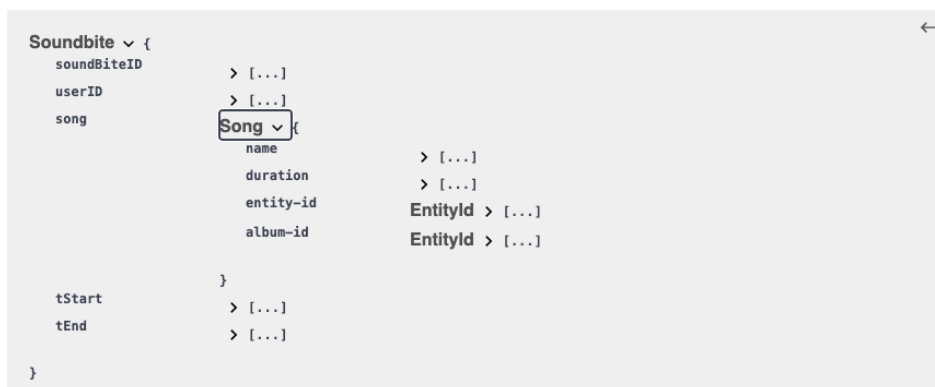 Soundbite {
soundBiteID > [...]
userID > [...]
song Song {
name > [...]
duration > [...]
entity-id EntityId > [...]
album-id EntityId > [...]
}
tStart > [...]
tEnd > [...]
}